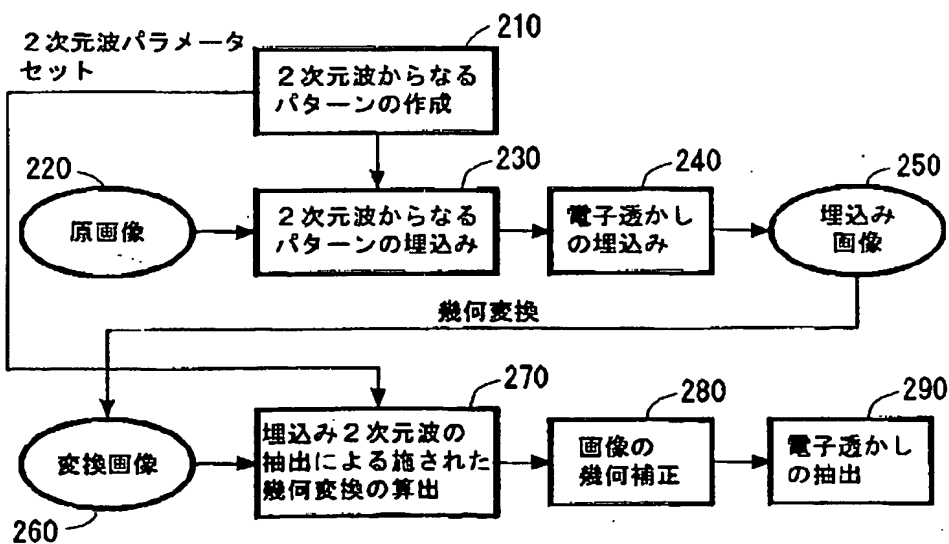 210
2次元波パラメータ
セット
2次元波からなる
パターンの作成
220
230
240
250
原画像
2次元波からなる
パターンの埋込み
電子透かし
の埋込み
埋込み
画像
幾何変換
270
280
290
変換画像
埋込み2次元波の
抽出による施された
幾何変換の算出
画像の
幾何補正
電子透かし
の抽出
260